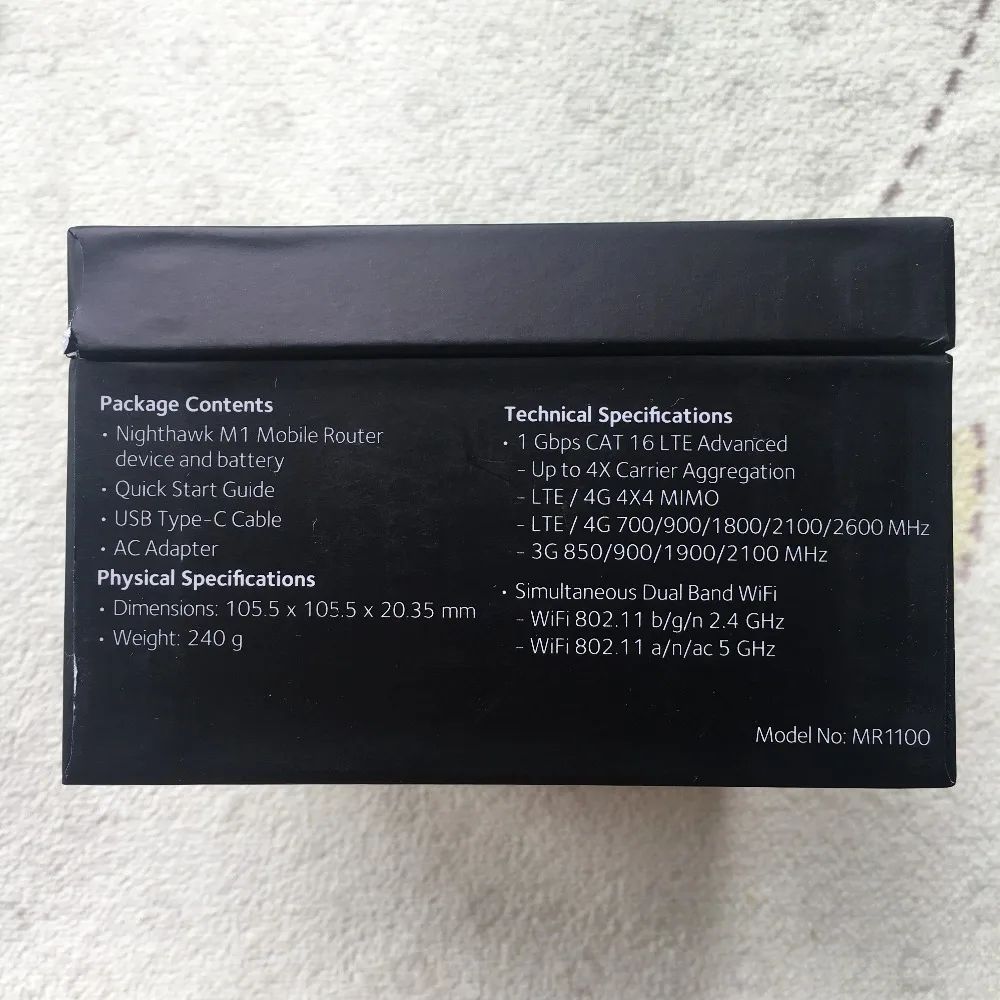 Package Contents
• Nighthawk M1 Mobile Router
device and battery
• Quick Start Guide
• USB Type-C Cable
• AC Adapter
Physical Specifications
• Dimensions: 105.5 x 105.5 x 20.35 mm
• Weight: 240 g
Technical Specifications
• 1 Gbps CAT 16 LTE Advanced
- Up to 4X Carrier Aggregation
- LTE / 4G 4X4 MIMO
- LTE / 4G 700/900/1800/2100/2600 MHz
- 3G 850/900/1900/2100 MHz
• Simultaneous Dual Band WiFi
- WiFi 802.11 b/g/n 2.4 GHz
- WiFi 802.11 a/n/ac 5 GHz
Model No: MR1100